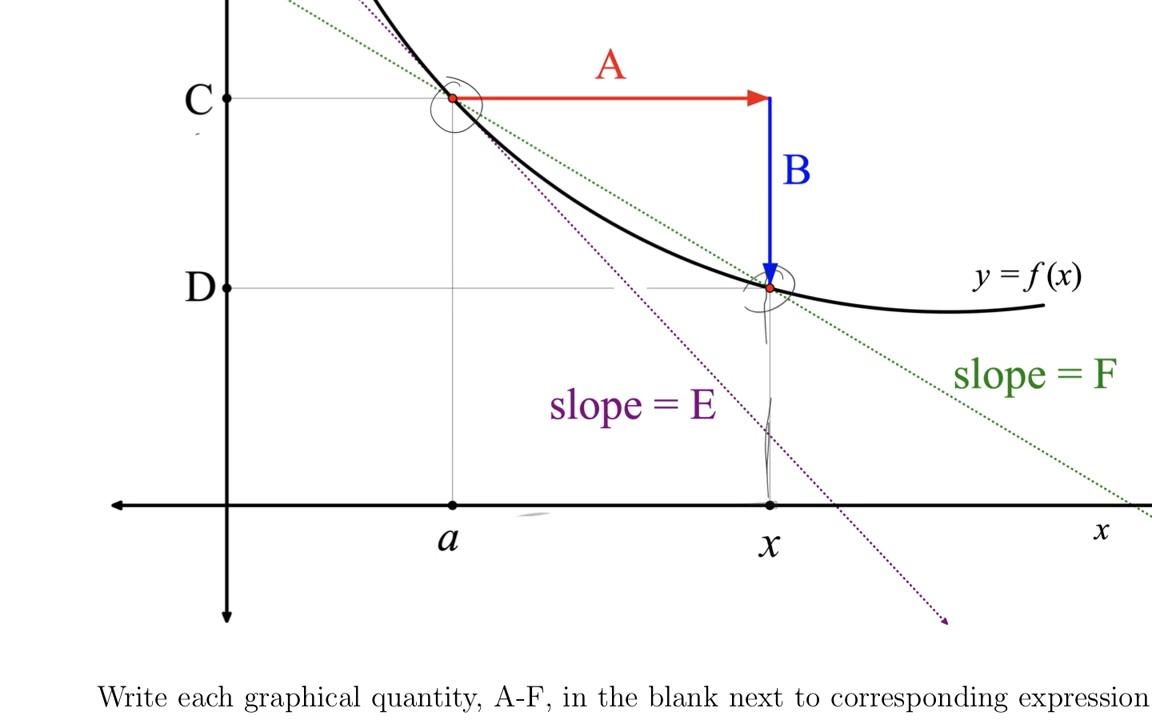 A
C
B
D
y = f(x)
slope = F
slope = E
a
x
x
Write each graphical quantity, A-F, in the blank next to corresponding expression